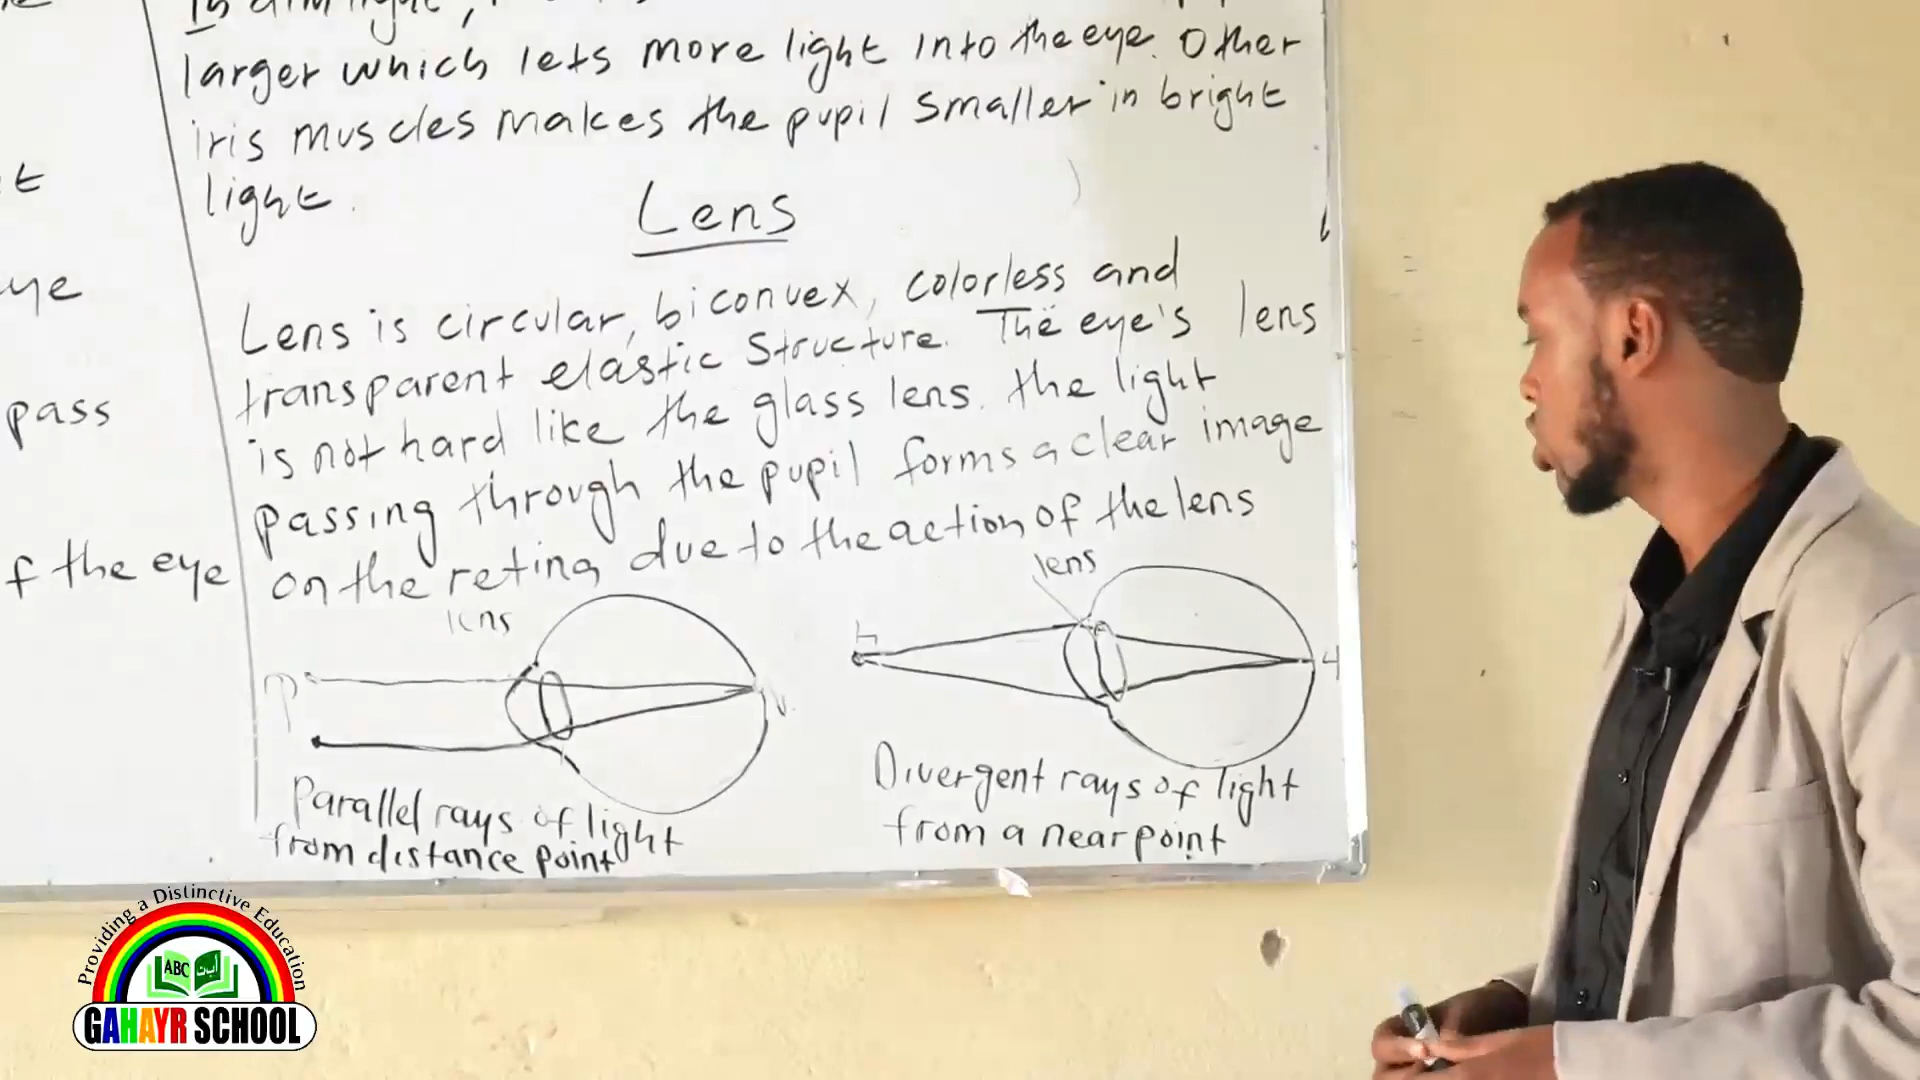 t
ye
pass
f the eye
In dim light,
larger which lets more light into the eye. Other
iris muscles makes the pupil smaller in bright
light.
Lens
Lens is circular, biconvex, colorless and
transparent elastic structure. The eye's lens
is not hard like the glass lens. the light
passing through the pupil forms a clear image
on the retina due to the action of the lens
lens
lens
Parallel rays of light
from distance point
Divergent rays of light
from a near point
Providing a Distinctive Education
ABC
أ ب ت
GAHAYR SCHOOL